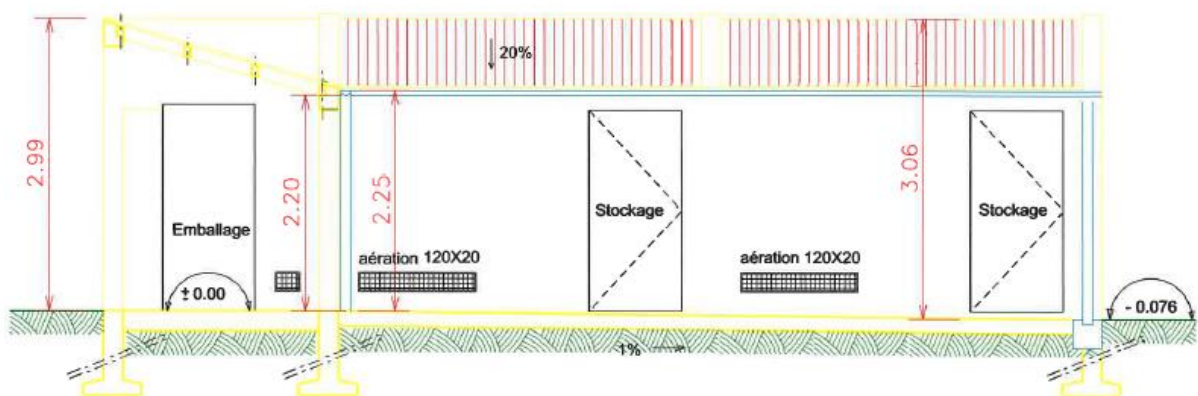 20%
2.99
2.20
2.25
3.06
Emballage
Stockage
Stockage
aération 120X20
aération 120X20
± 0.00
- 0.076
1%